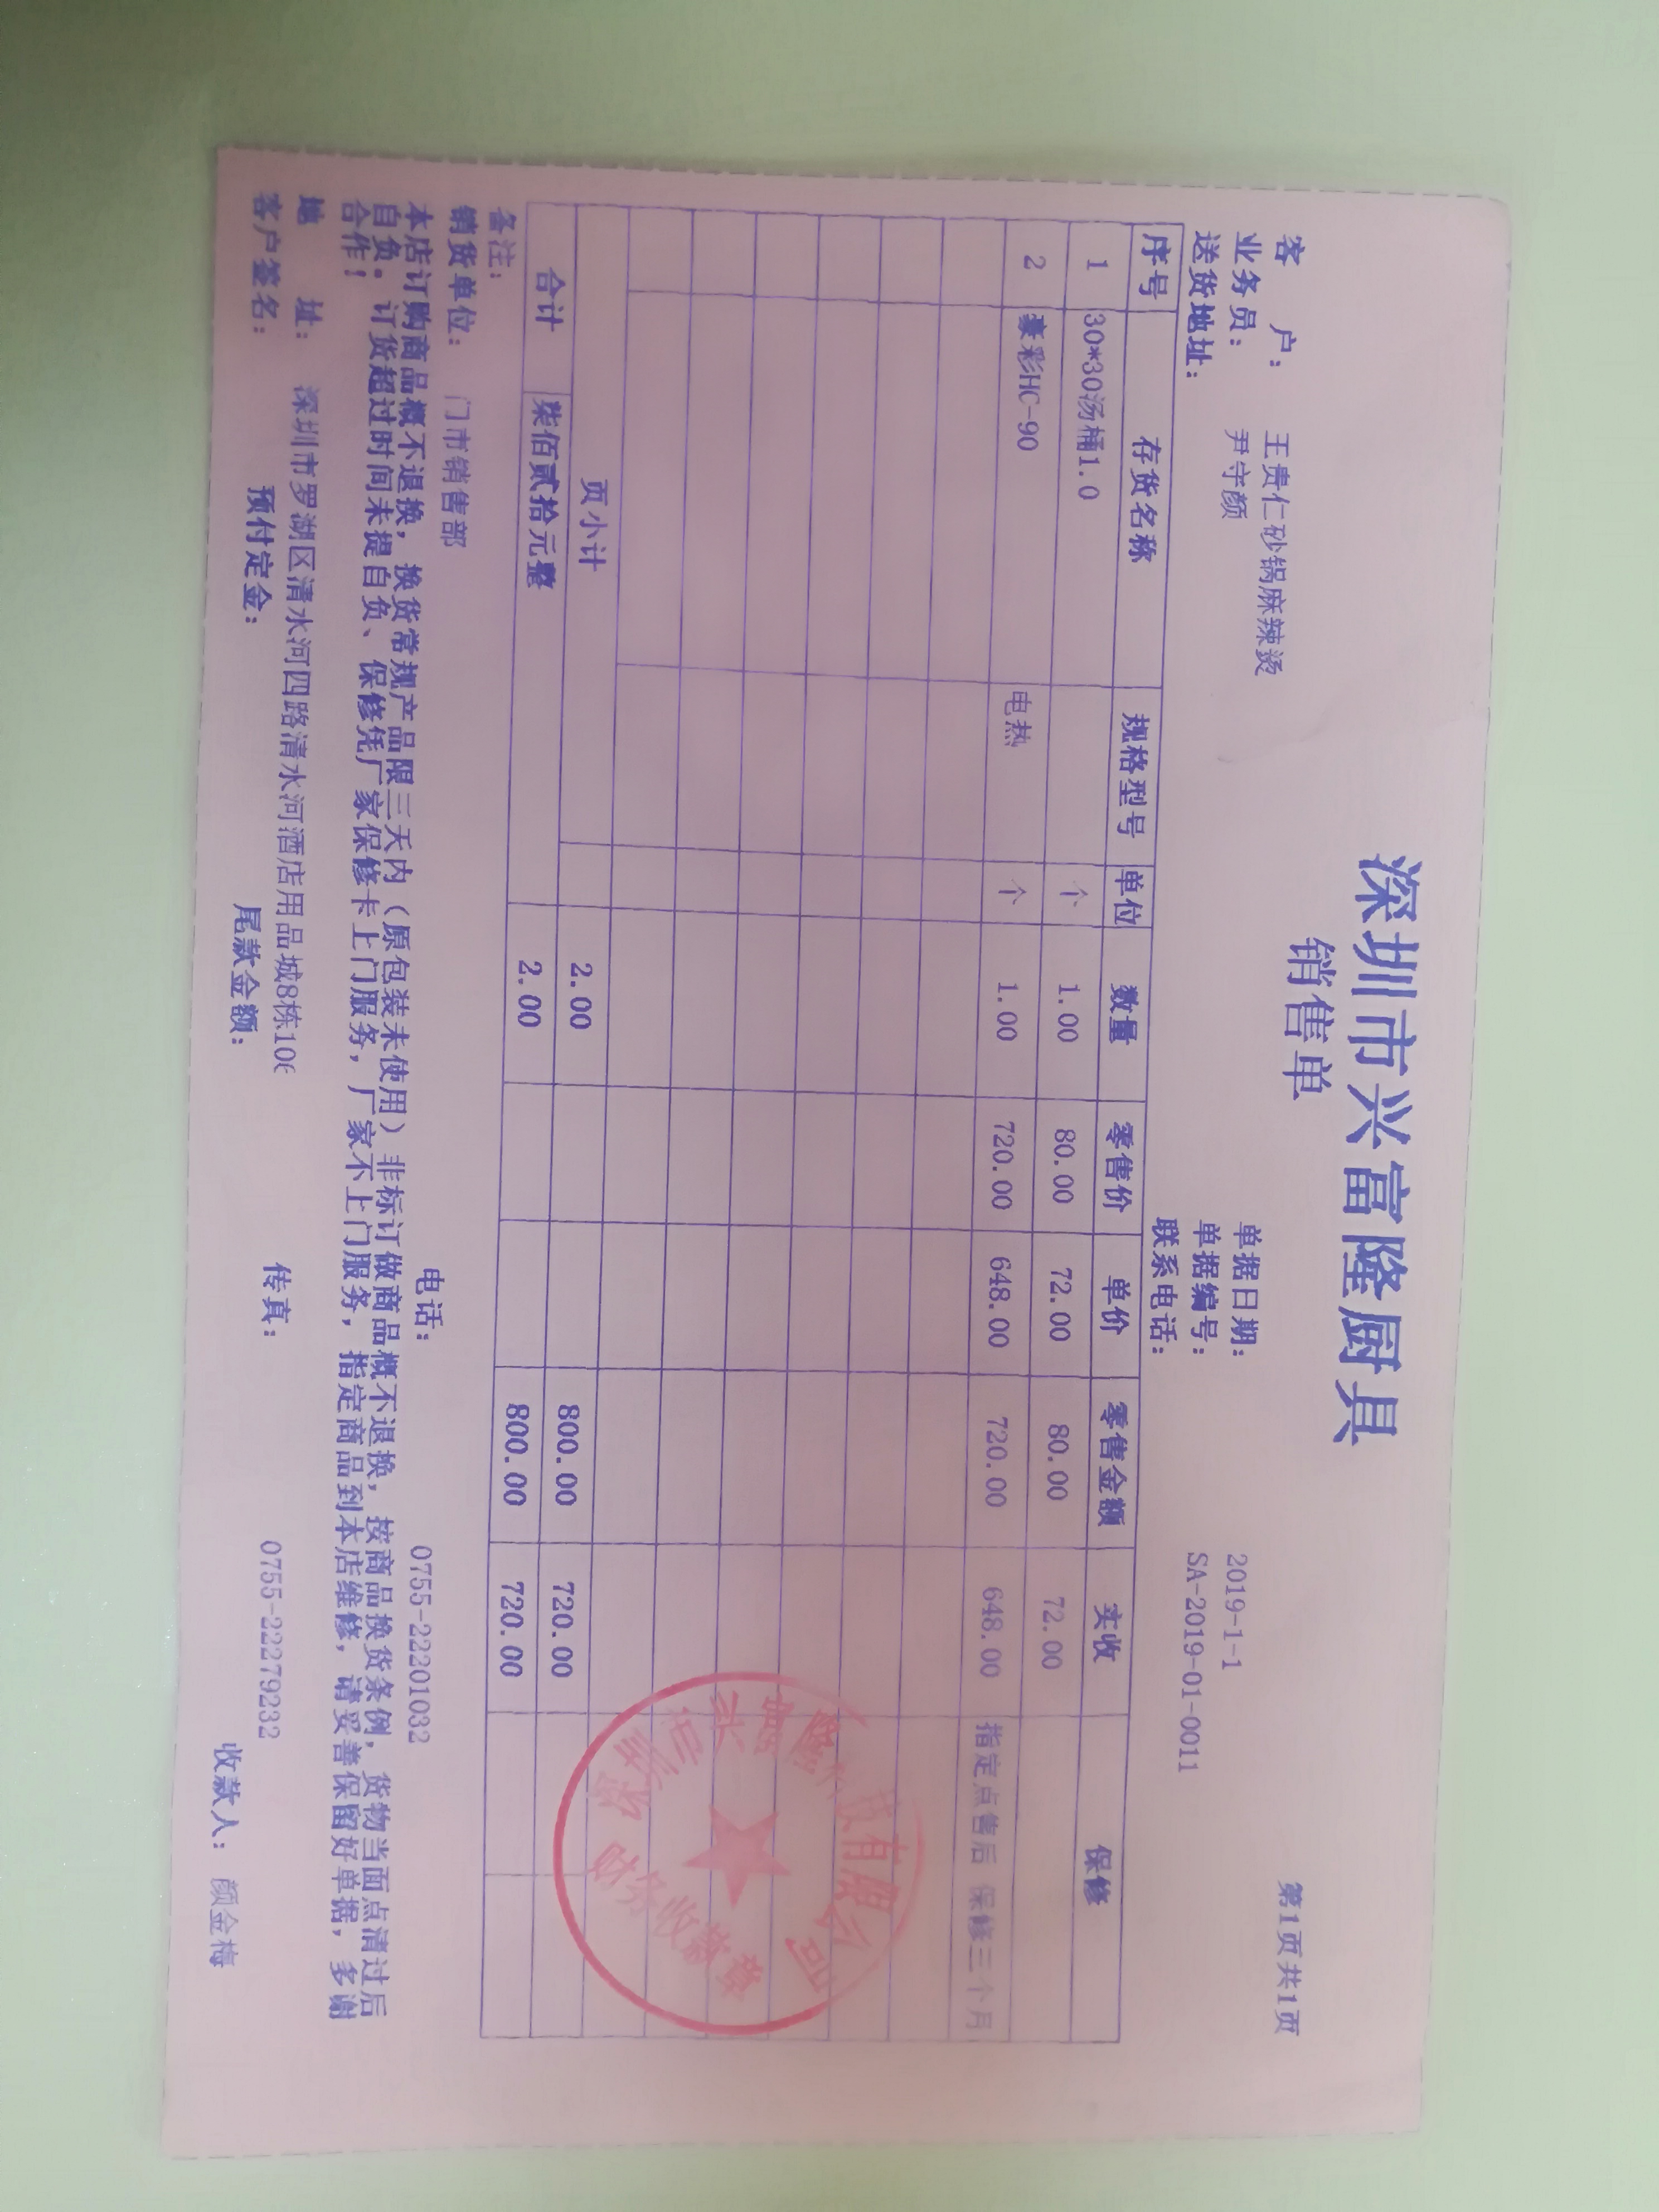 深圳市兴富隆厨具
销售单
第1页共1页
客 户： 王贵仁砂锅麻辣烫
业务员： 尹守颜
送货地址：
单据日期： 2019-1-1
单据编号： SA-2019-01-0011
联系电话：
序号 存货名称 规格型号 单位 数量 零售价 单价 零售金额 实收 保修
1 30*30汤桶1.0 个 1.00 80.00 72.00 80.00 72.00
2 豪彩HC-90 电热 个 1.00 720.00 648.00 720.00 648.00 指定点售后 保修三个月
页小计 2.00 800.00 720.00
合计 柒佰贰拾元整 2.00 800.00 720.00
深圳市兴富隆科技有限公司
财务收款章
备注：
销货单位： 门市销售部 电话： 0755-22201032
本店订购商品概不退换，换货常规产品限三天内（原包装未使用）非标订做商品概不退换，按商品换货条例，货物当面点清过后
自负。订货超过时间未提自负、保修凭厂家保修卡上门服务，厂家不上门服务，指定商品到本店维修，请妥善保留好单据，多谢
合作！
地 址： 深圳市罗湖区清水河四路清水河酒店用品城8栋106 传真： 0755-22279232
客户签名： 预付定金： 尾款金额： 收款人： 颜金梅